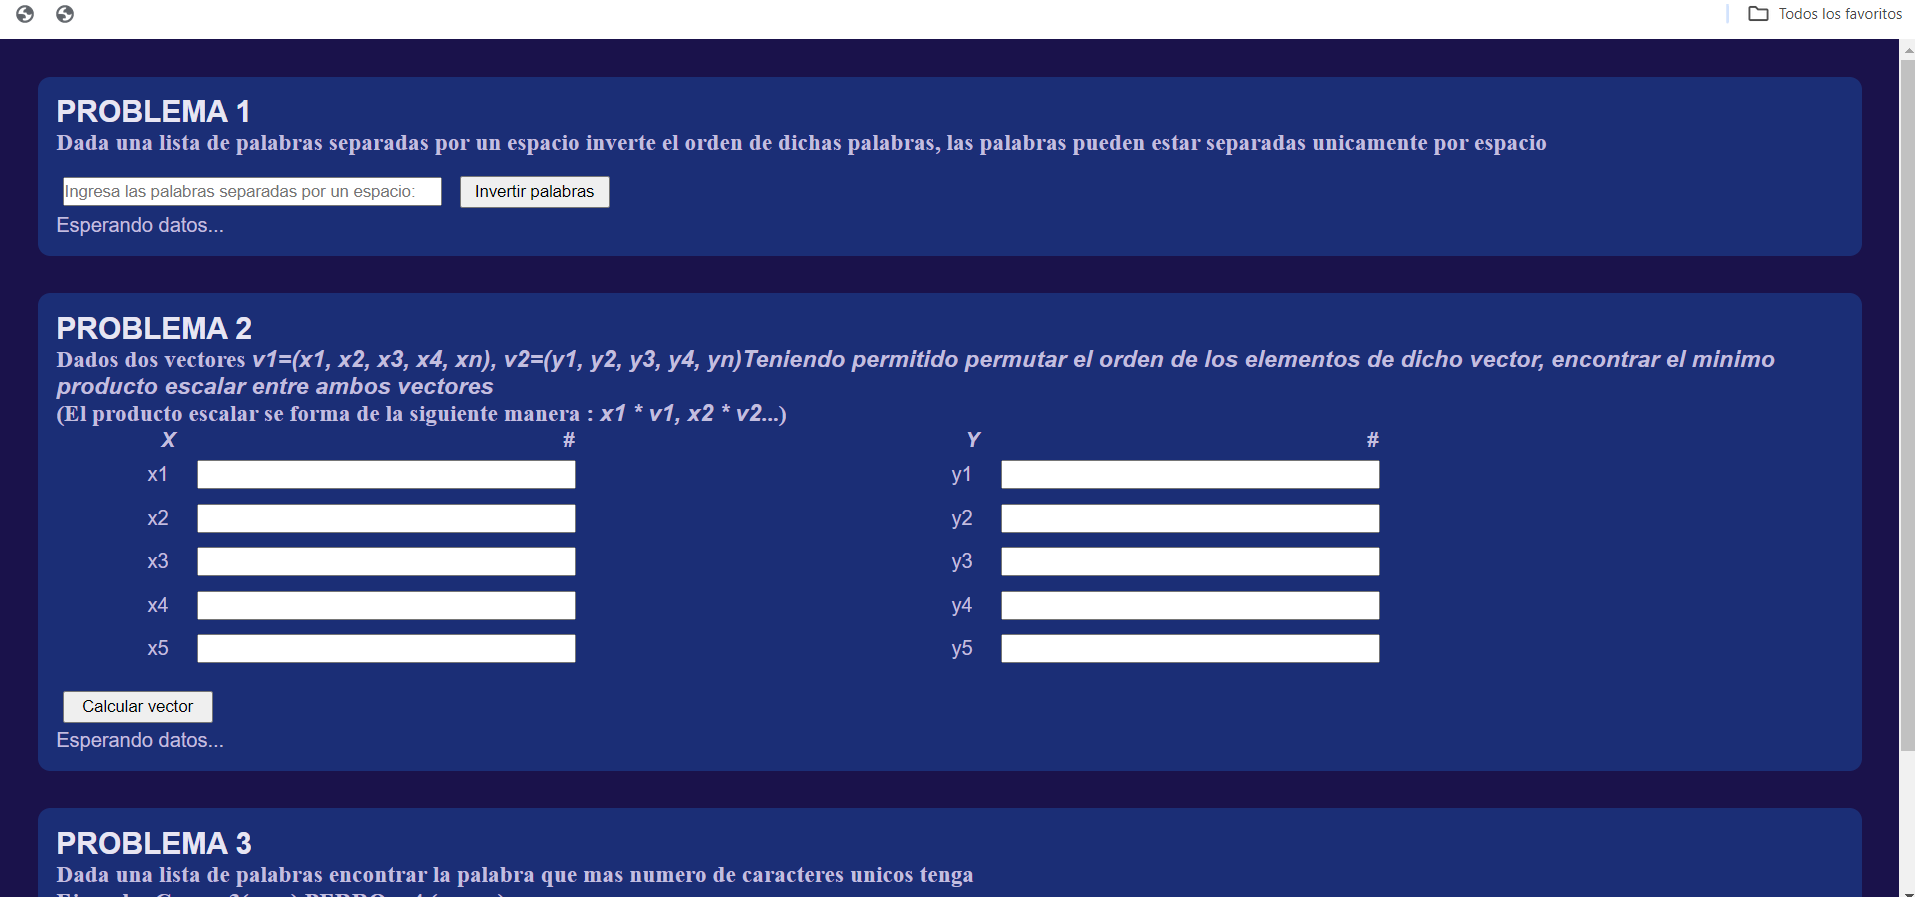 Todos los favoritos
PROBLEMA 1
Dada una lista de palabras separadas por un espacio inverte el orden de dichas palabras, las palabras pueden estar separadas unicamente por espacio
Ingresa las palabras separadas por un espacio: Invertir palabras
Esperando datos...
PROBLEMA 2
Dados dos vectores v1=(x1, x2, x3, x4, xn), v2=(y1, y2, y3, y4, yn)Teniendo permitido permutar el orden de los elementos de dicho vector, encontrar el minimo
producto escalar entre ambos vectores
(El producto escalar se forma de la siguiente manera : x1 * v1, x2 * v2...)
X # Y #
x1 y1
x2 y2
x3 y3
x4 y4
x5 y5
Calcular vector
Esperando datos...
PROBLEMA 3
Dada una lista de palabras encontrar la palabra que mas numero de caracteres unicos tenga